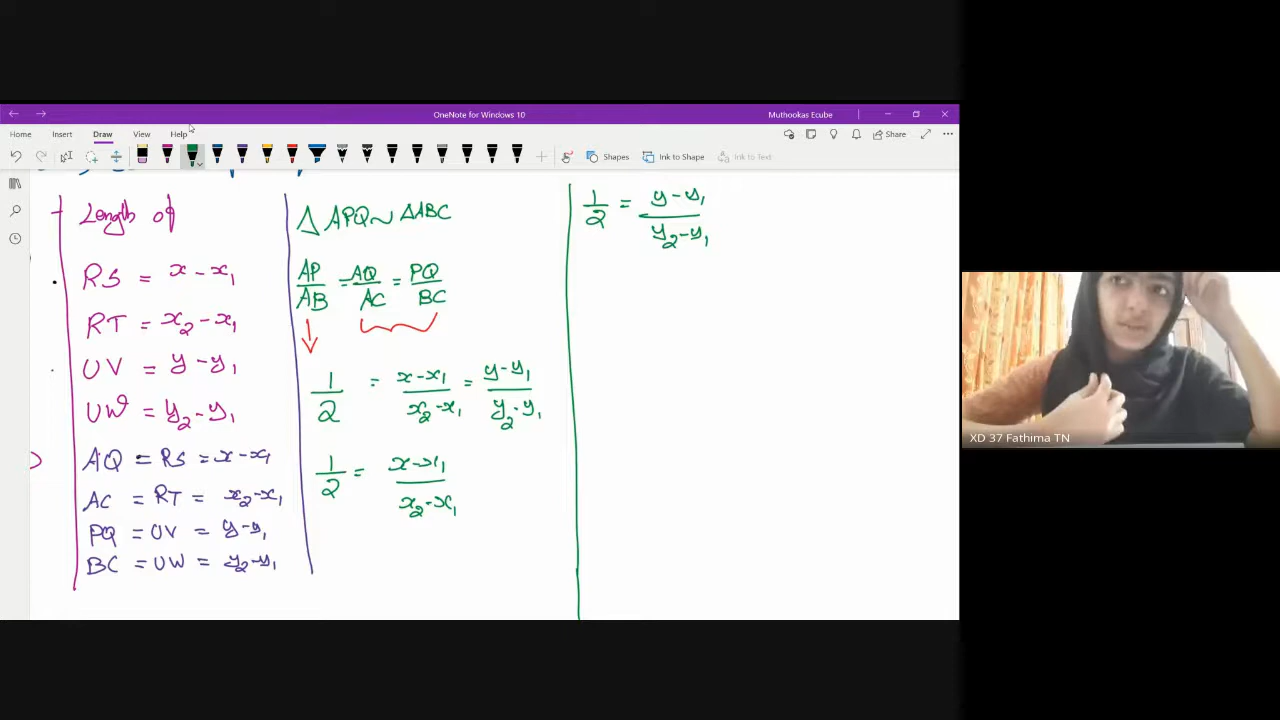 OneNote for Windows 10
Muthookas Ecube
Home Insert Draw View Help
Share
Shapes Ink to Shape Ink to Text
Length of
RS = x - x₁
RT = x₂ - x₁
UV = y - y₁
UW = y₂ - y₁
AQ = RS = x - x₁
AC = RT = x₂ - x₁
PQ = UV = y - y₁
BC = UW = y₂ - y₁
Δ APQ ~ ΔABC
AP/AB = AQ/AC = PQ/BC
1/2 = x-x₁/x₂-x₁ = y-y₁/y₂-y₁
1/2 = x-x₁/x₂-x₁
1/2 = y-y₁/y₂-y₁
XD 37 Fathima TN